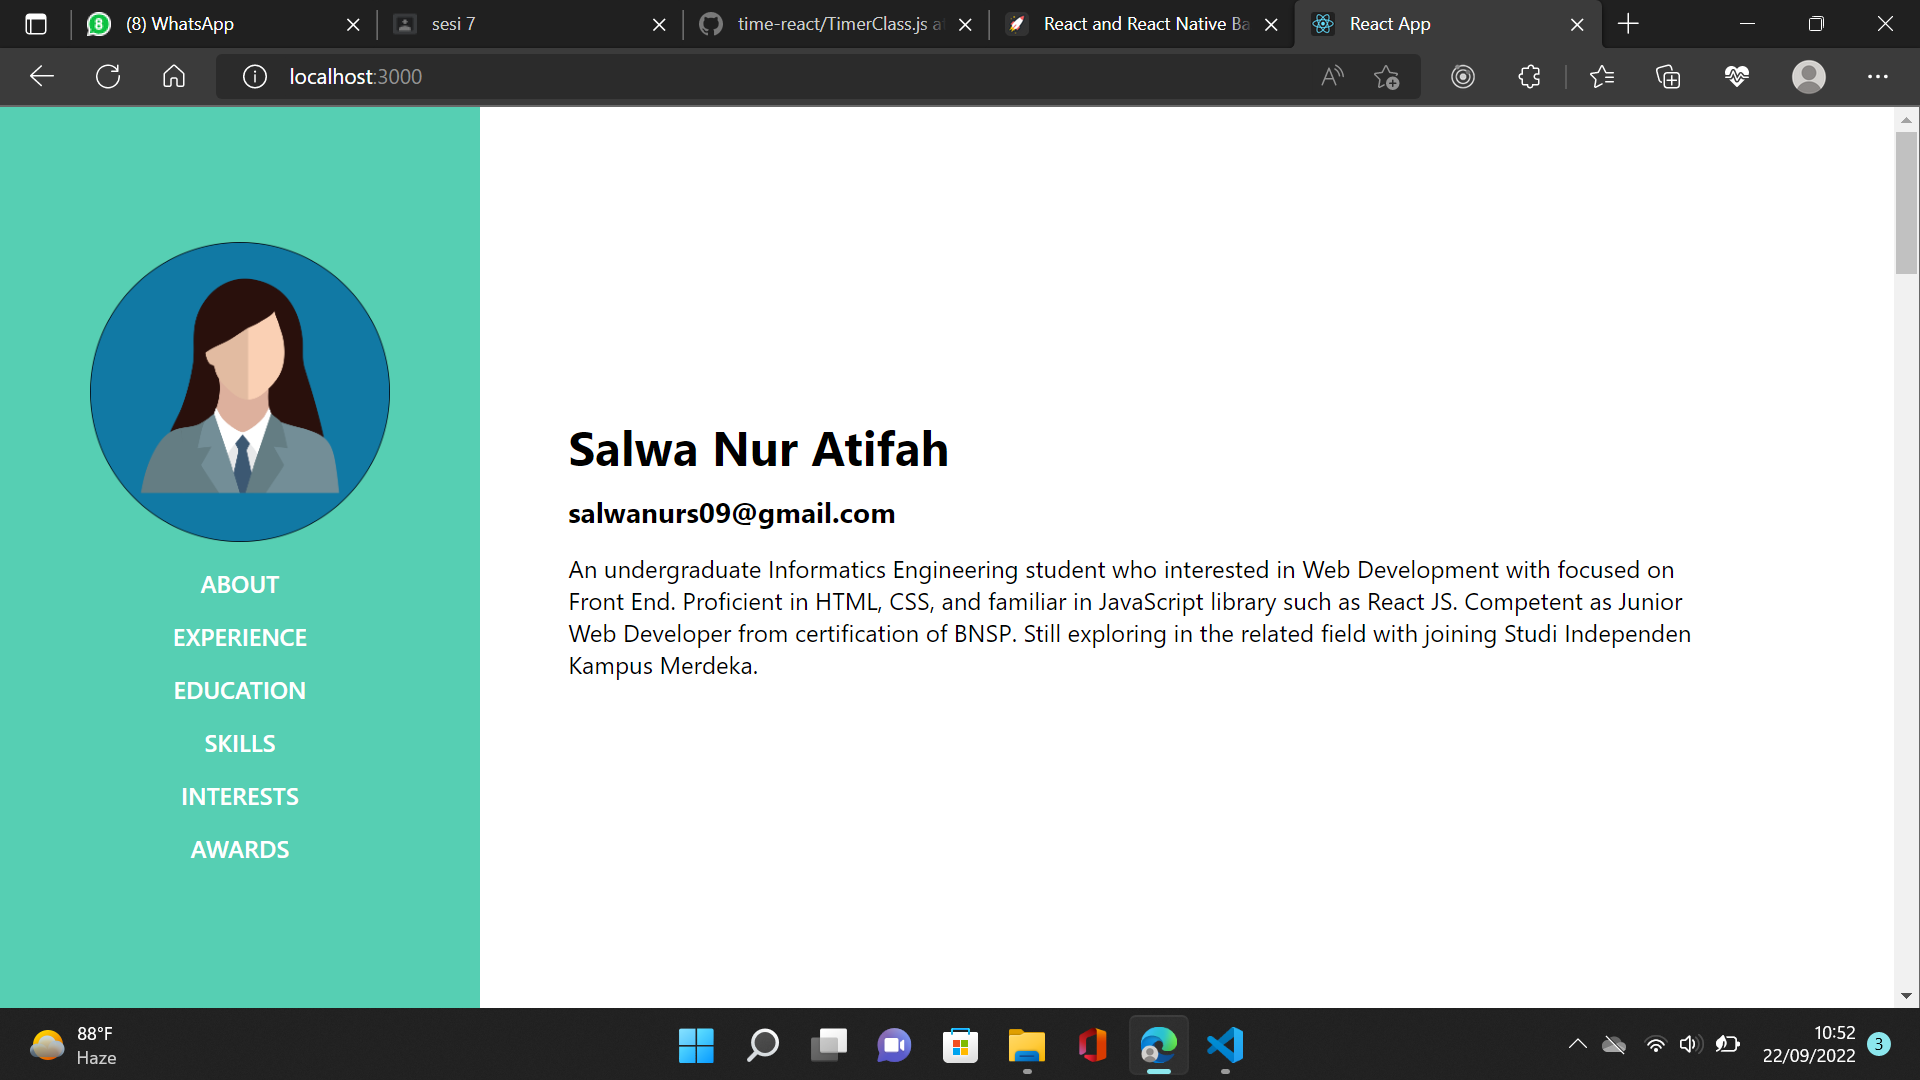 8 (8) WhatsApp
sesi 7
time-react/TimerClass.js a
React and React Native Ba
React App
localhost:3000
ABOUT
EXPERIENCE
EDUCATION
SKILLS
INTERESTS
AWARDS
Salwa Nur Atifah
salwanurs09@gmail.com
An undergraduate Informatics Engineering student who interested in Web Development with focused on
Front End. Proficient in HTML, CSS, and familiar in JavaScript library such as React JS. Competent as Junior
Web Developer from certification of BNSP. Still exploring in the related field with joining Studi Independen
Kampus Merdeka.
88°F
Haze
10:52
22/09/2022
3